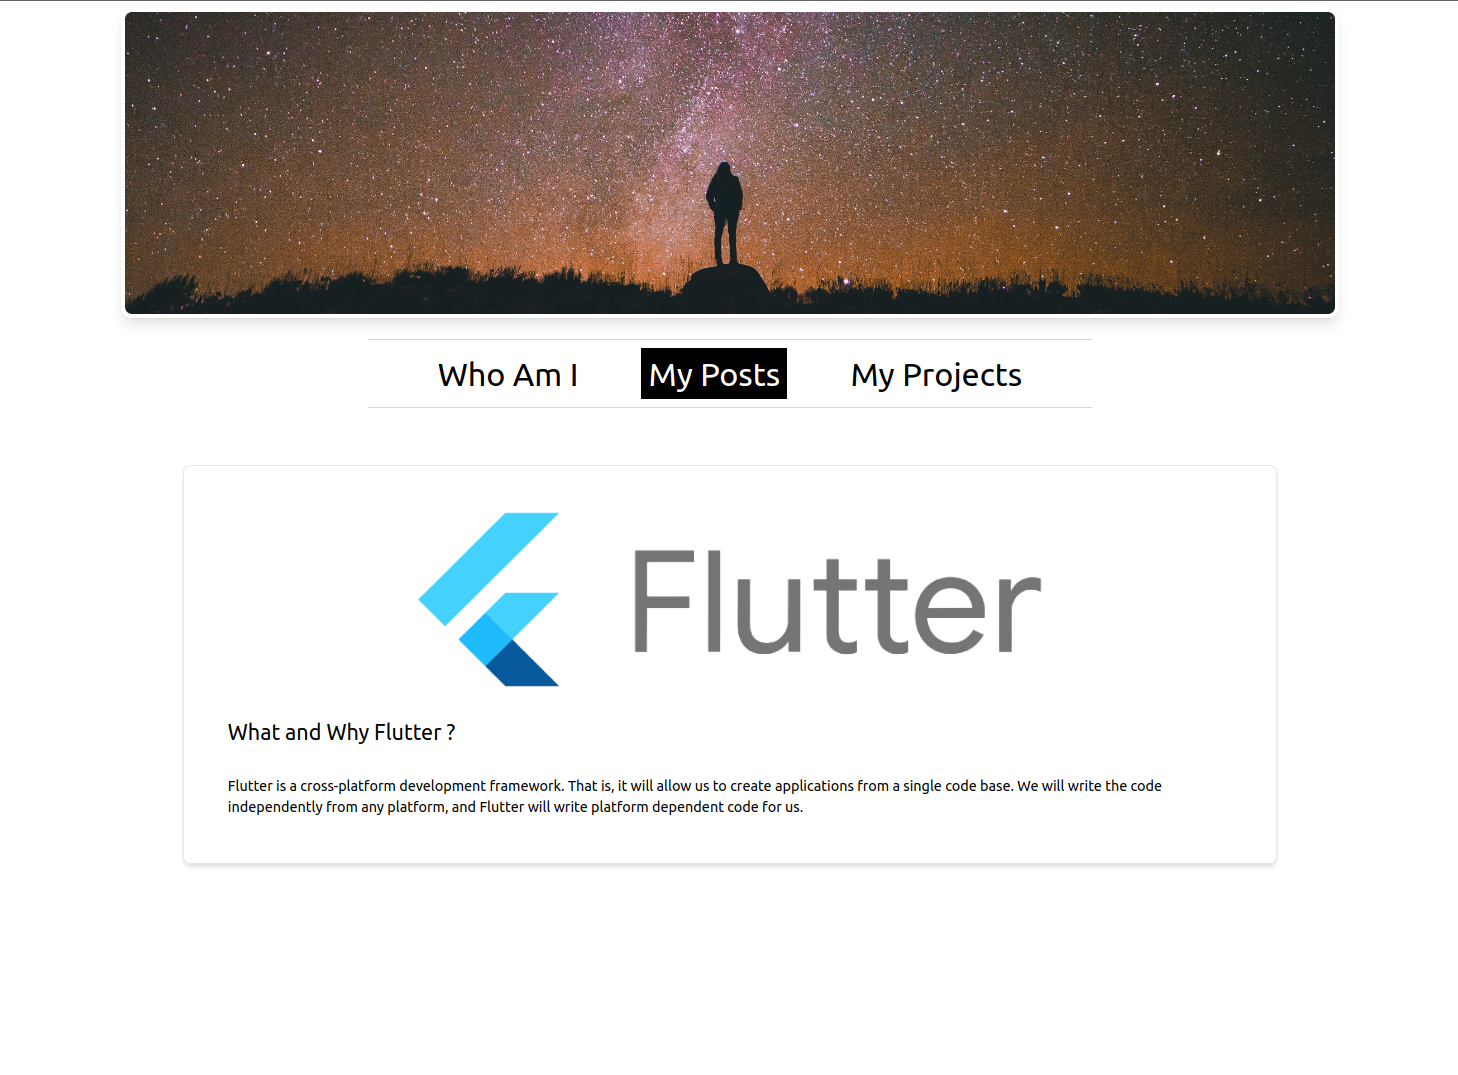 Who Am I My Posts My Projects
Flutter
What and Why Flutter ?
Flutter is a cross-platform development framework. That is, it will allow us to create applications from a single code base. We will write the code
independently from any platform, and Flutter will write platform dependent code for us.